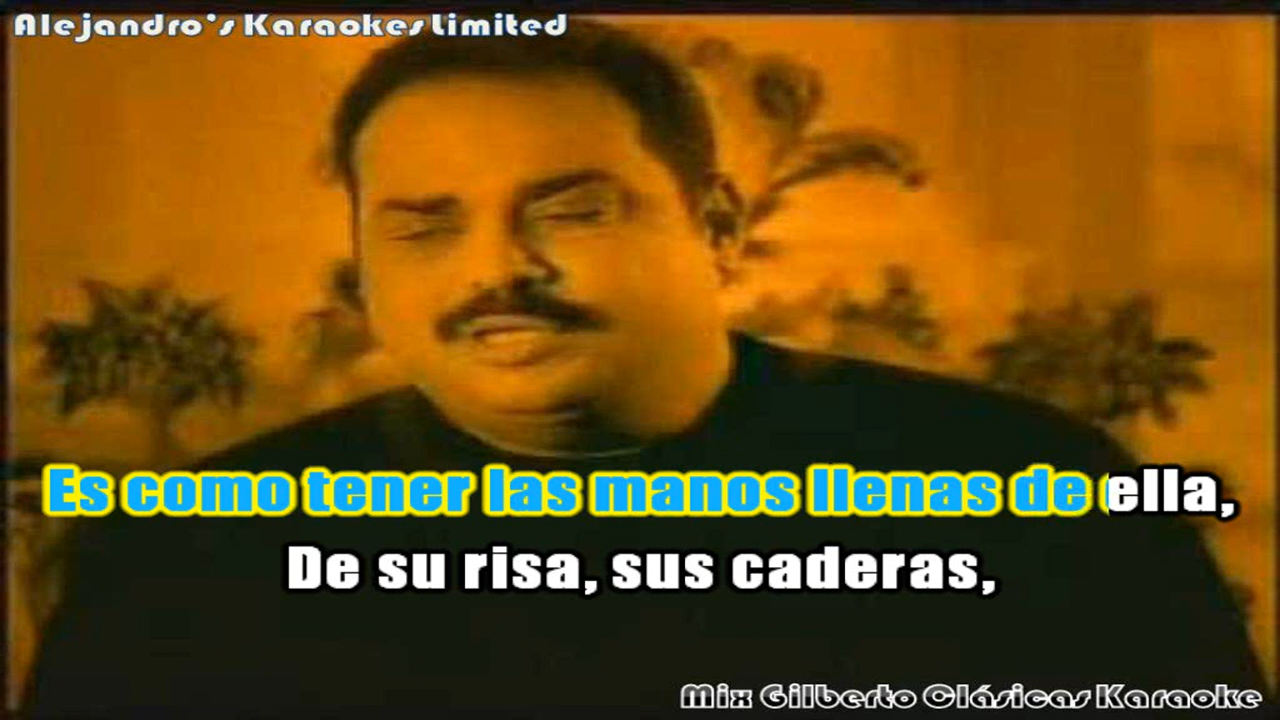 Alejandro's Karaokes Limited
Es como tener las manos llenas de ella,
De su risa, sus caderas,
Mix Gilberto Clásicas Karaoke